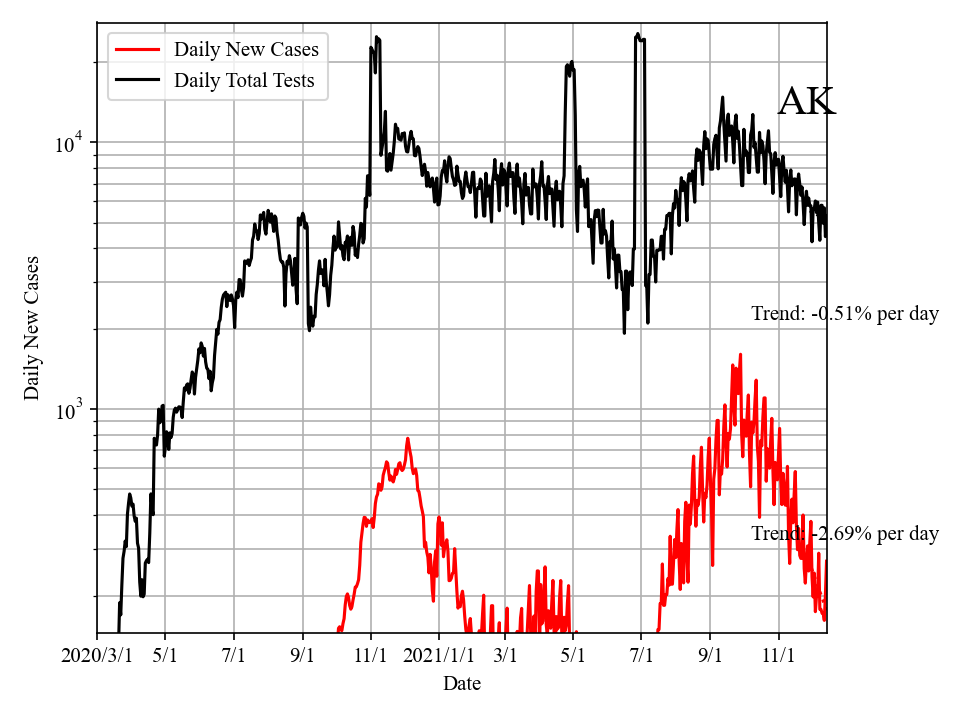 Daily New Cases
Daily Total Tests
AK
10^4
Trend: -0.51% per day
Daily New Cases
10^3
Trend: -2.69% per day
2020/3/1 5/1 7/1 9/1 11/1 2021/1/1 3/1 5/1 7/1 9/1 11/1
Date